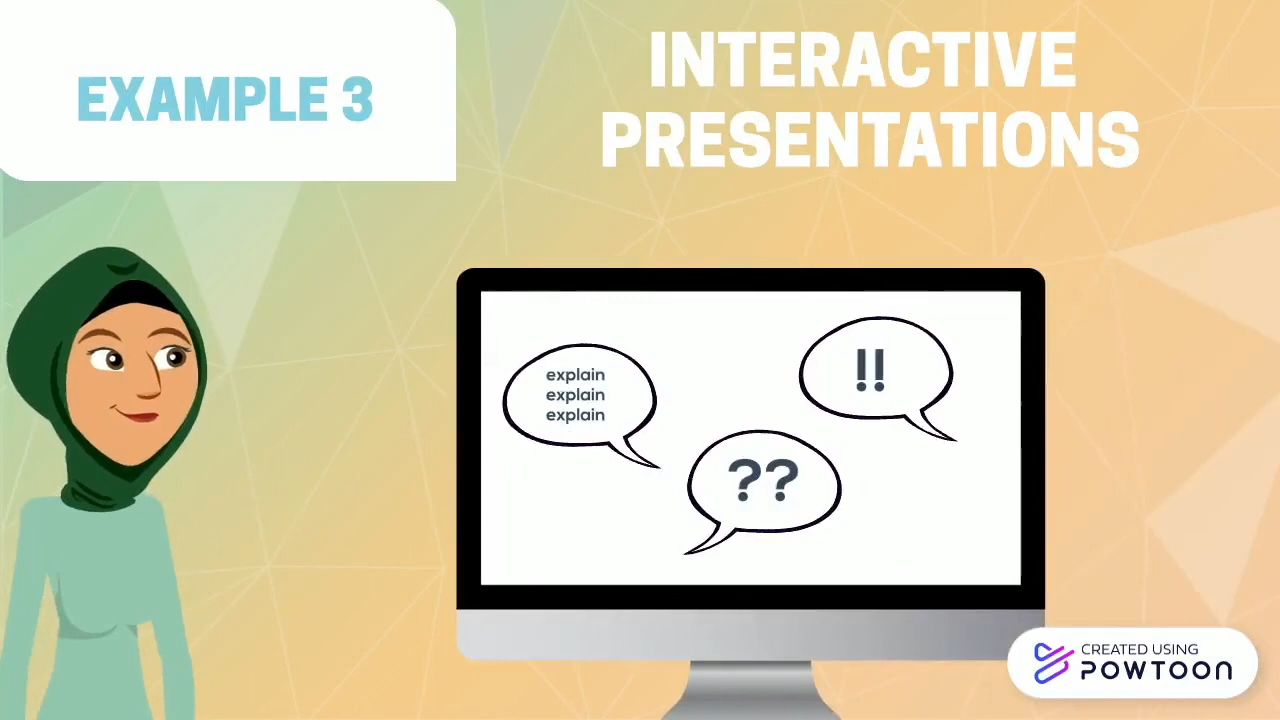 EXAMPLE 3
INTERACTIVE
PRESENTATIONS
explain
explain
explain
!!
??
CREATED USING
POWTOON